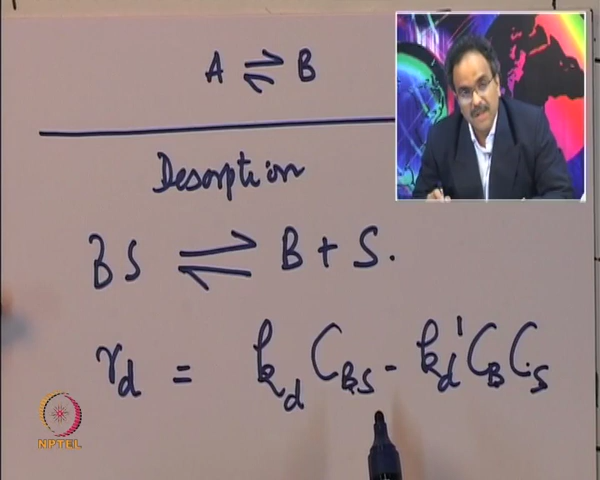 A ⇌ B
Desorption
BS ⇌ B + S.
r_d = k_d C_BS - k_d' C_B C_S
NPTEL